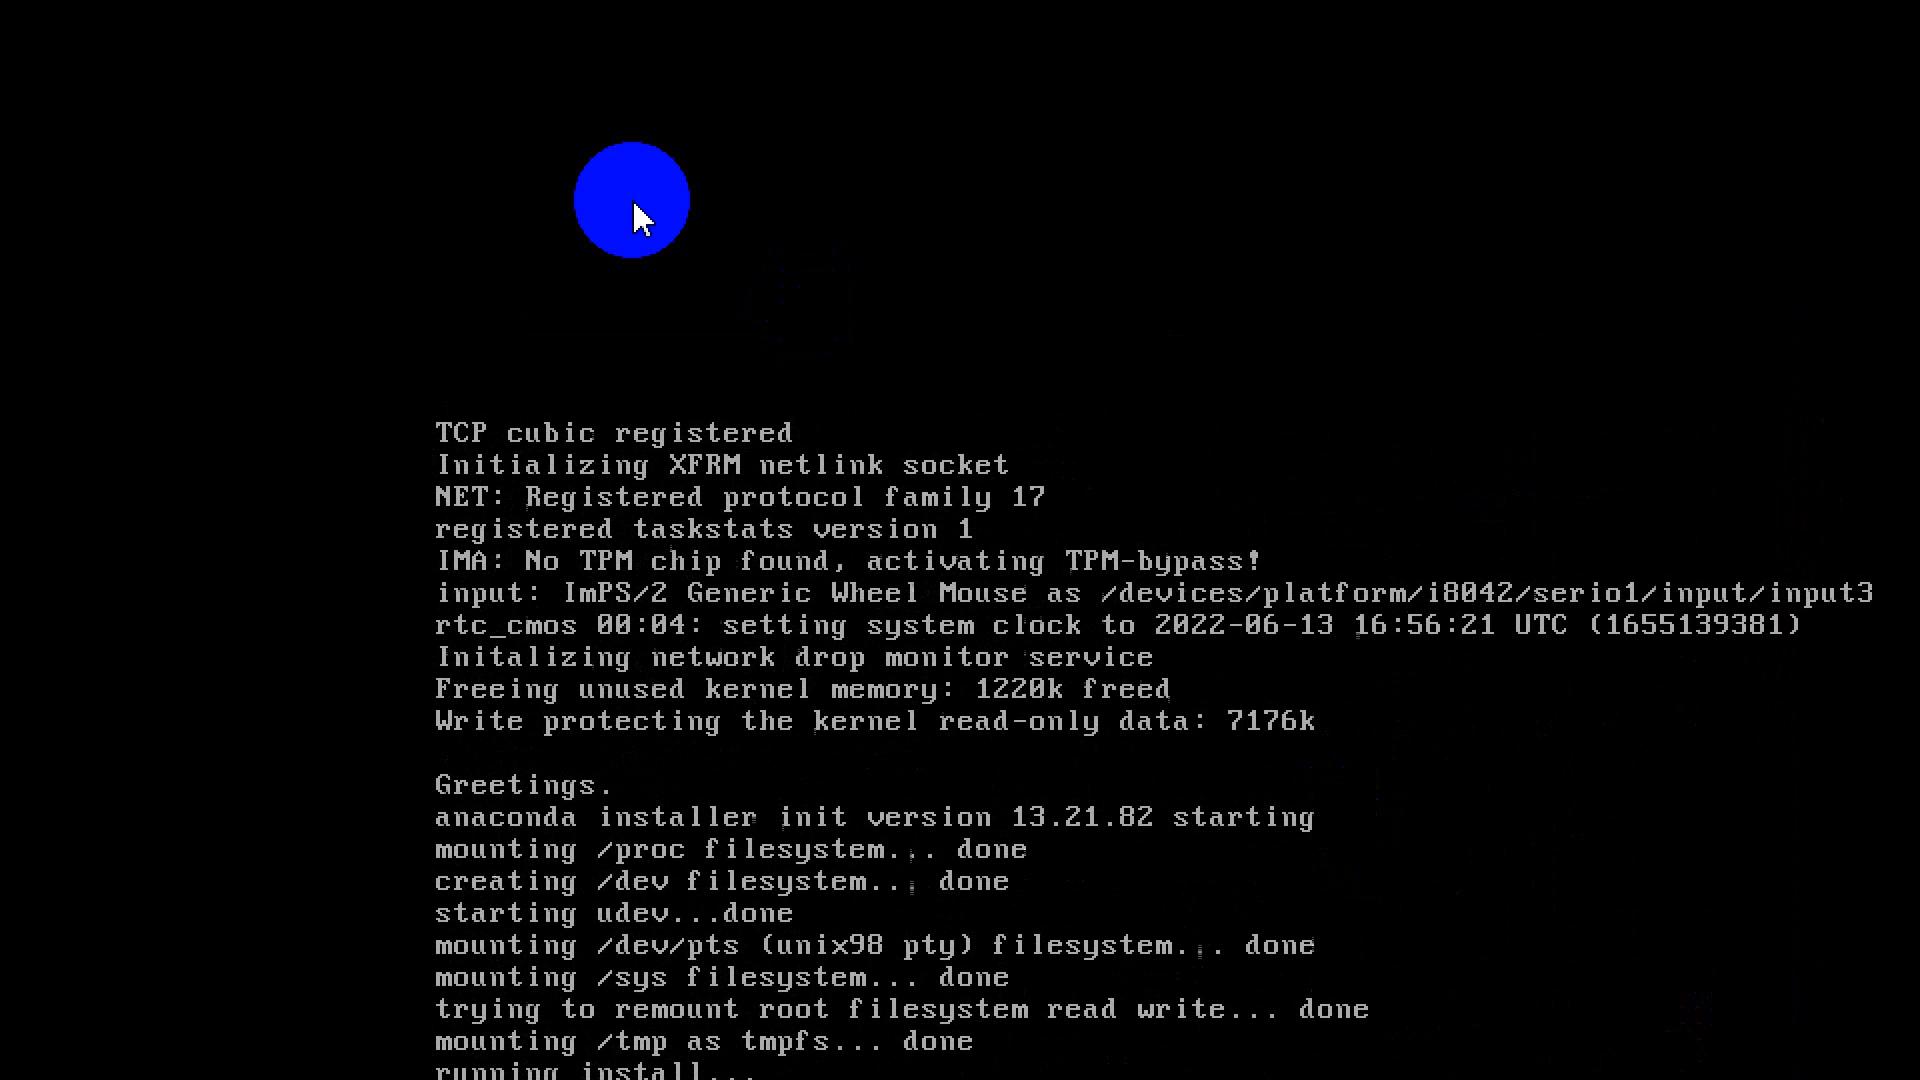 TCP cubic registered
Initializing XFRM netlink socket
NET: Registered protocol family 17
registered taskstats version 1
IMA: No TPM chip found, activating TPM-bypass!
input: ImPS/2 Generic Wheel Mouse as /devices/platform/i8042/serio1/input/input3
rtc_cmos 00:04: setting system clock to 2022-06-13 16:56:21 UTC (1655139381)
Initalizing network drop monitor service
Freeing unused kernel memory: 1220k freed
Write protecting the kernel read-only data: 7176k
Greetings.
anaconda installer init version 13.21.82 starting
mounting /proc filesystem... done
creating /dev filesystem... done
starting udev...done
mounting /dev/pts (unix98 pty) filesystem... done
mounting /sys filesystem... done
trying to remount root filesystem read write... done
mounting /tmp as tmpfs... done
running install...